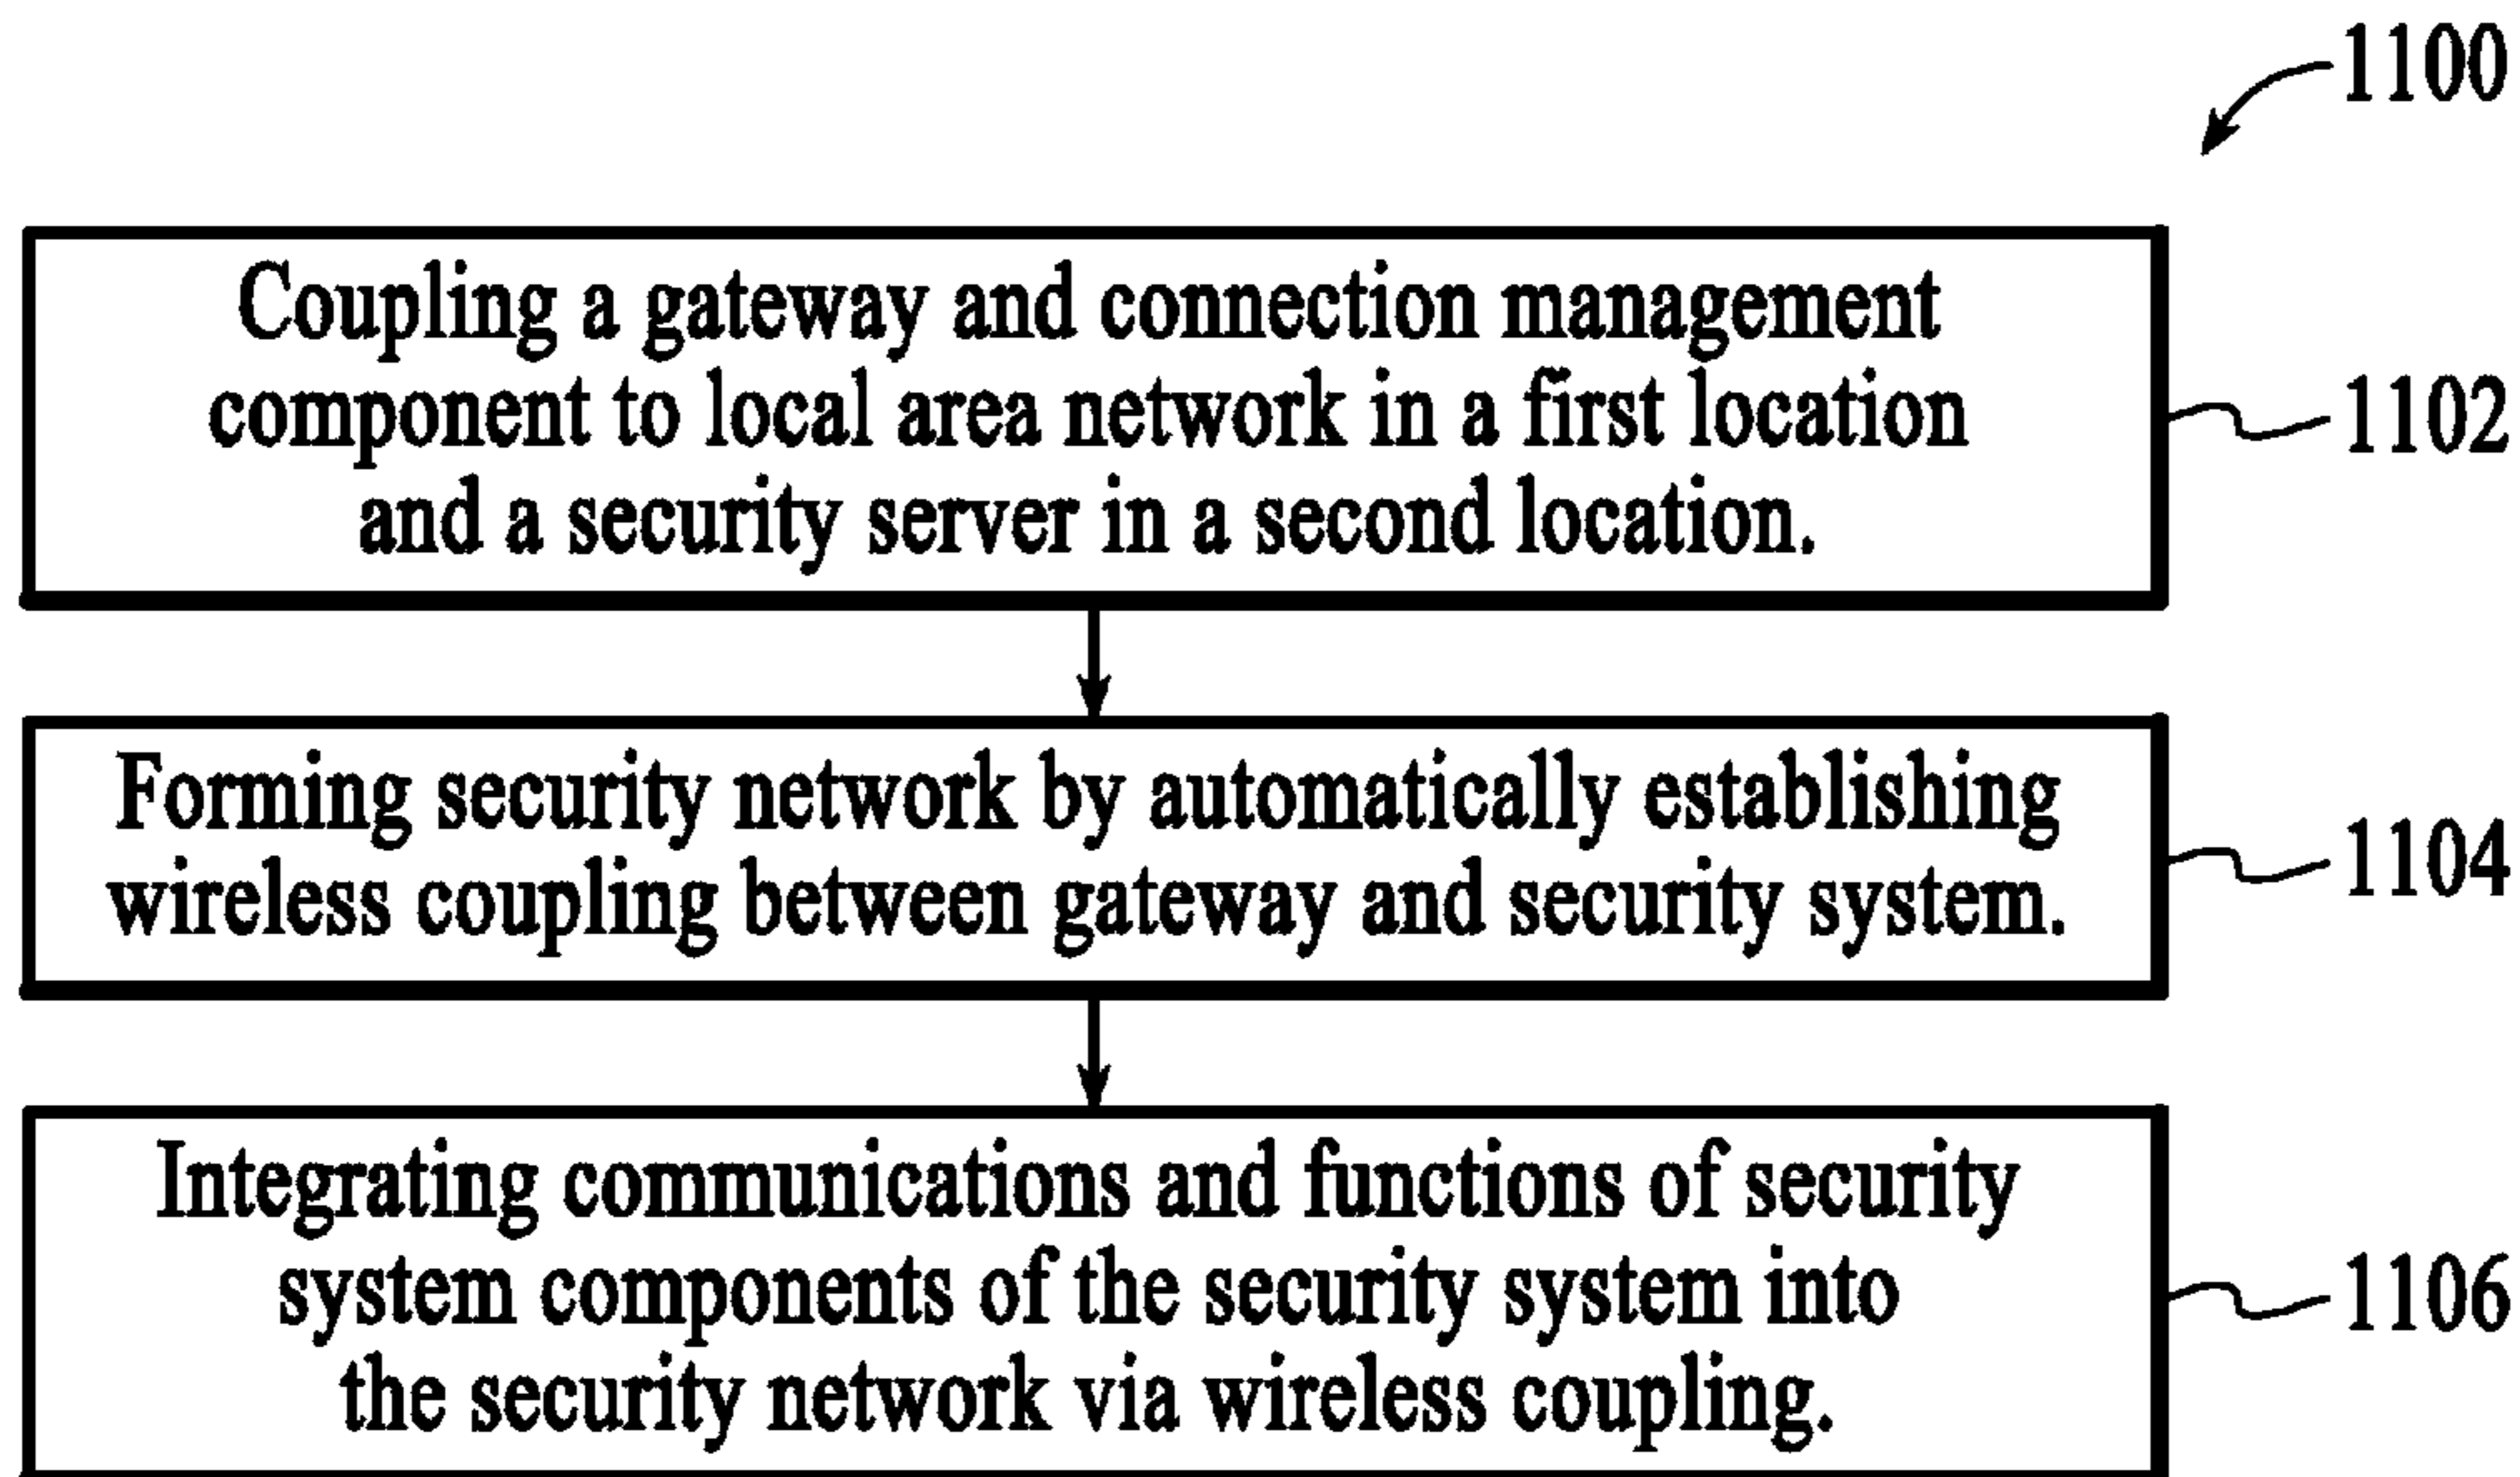 1100
Coupling a gateway and connection management
component to local area network in a first location
and a security server in a second location.
1102
Forming security network by automatically establishing
wireless coupling between gateway and security system.
1104
Integrating communications and functions of security
system components of the security system into
the security network via wireless coupling.
1106